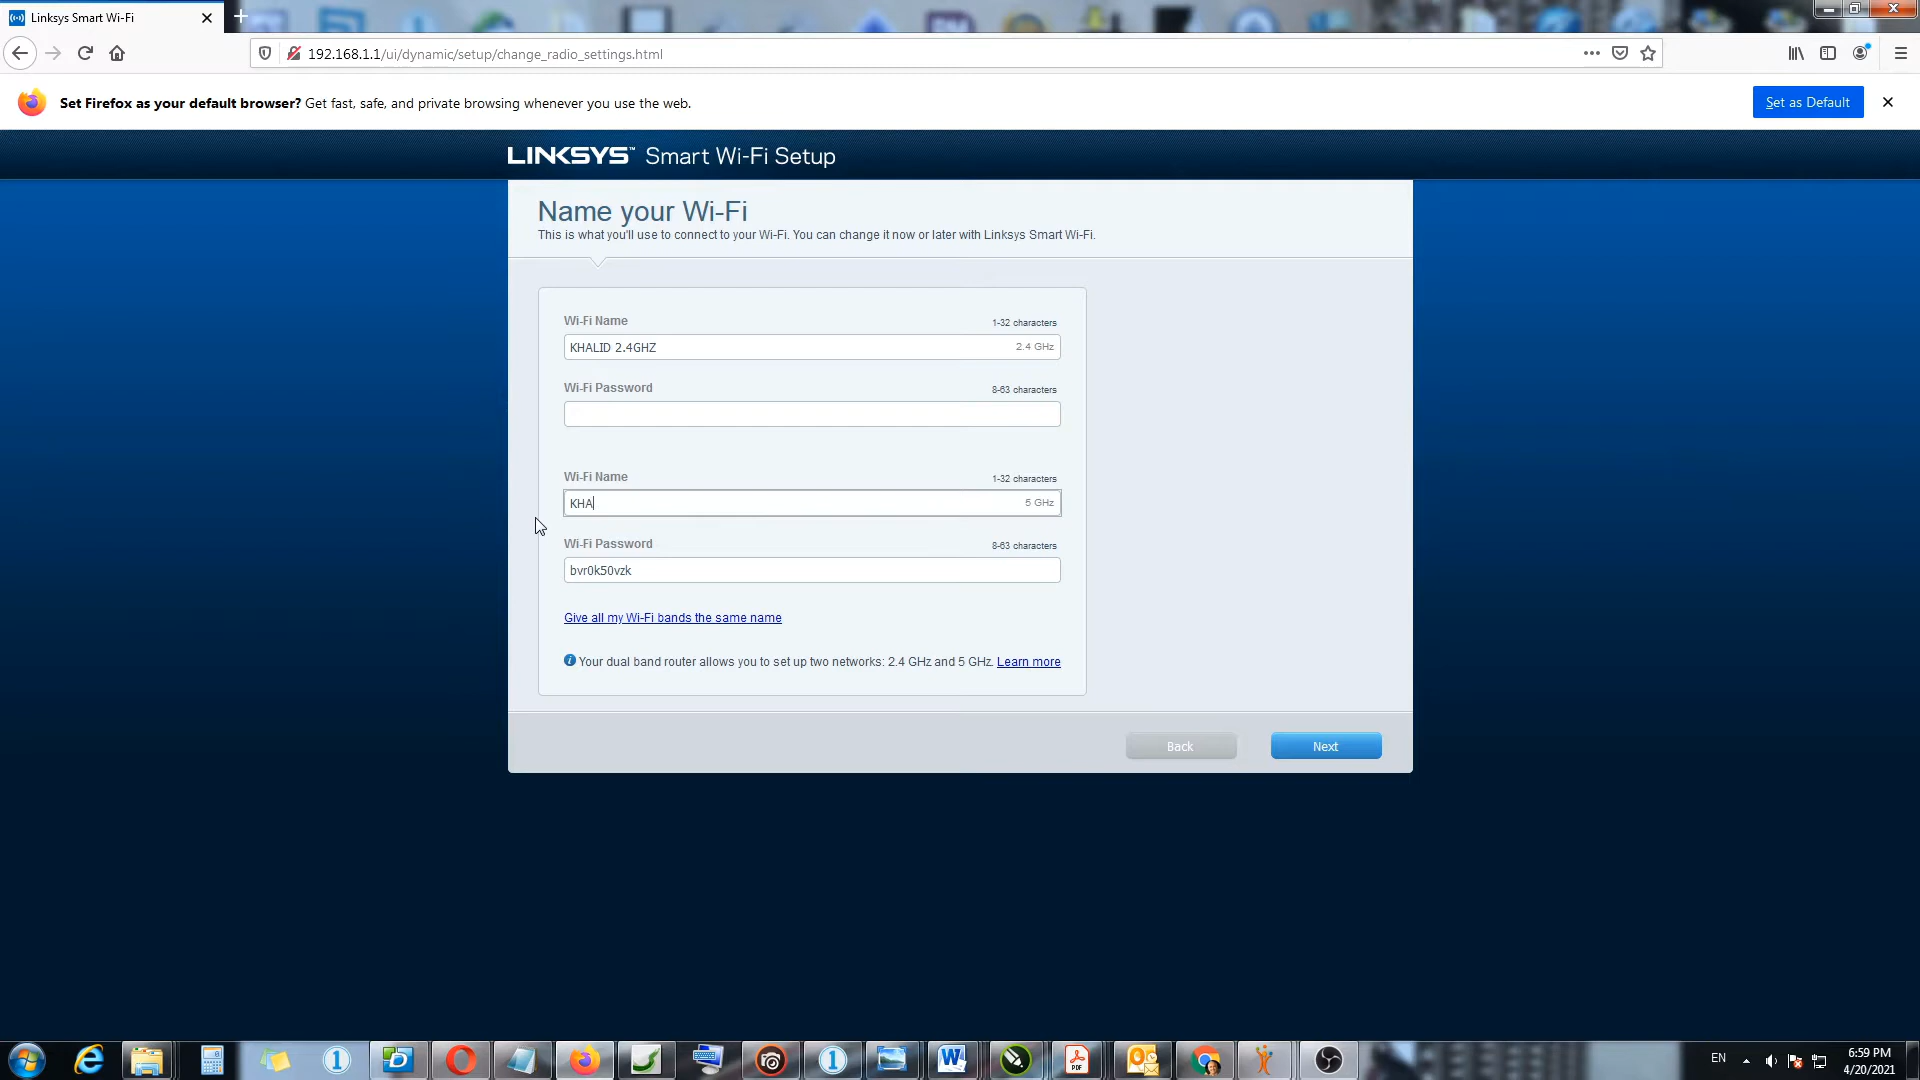 Linksys Smart Wi-Fi
192.168.1.1/ui/dynamic/setup/change_radio_settings.html
Set Firefox as your default browser? Get fast, safe, and private browsing whenever you use the web.
Set as Default
LINKSYS™ Smart Wi-Fi Setup
Name your Wi-Fi
This is what you'll use to connect to your Wi-Fi. You can change it now or later with Linksys Smart Wi-Fi.
Wi-Fi Name 1-32 characters
KHALID 2.4GHZ 2.4 GHz
Wi-Fi Password 8-63 characters
Wi-Fi Name 1-32 characters
KHA 5 GHz
Wi-Fi Password 8-63 characters
bvr0k50vzk
Give all my Wi-Fi bands the same name
Your dual band router allows you to set up two networks: 2.4 GHz and 5 GHz. Learn more
Back Next
EN
6:59 PM
4/20/2021